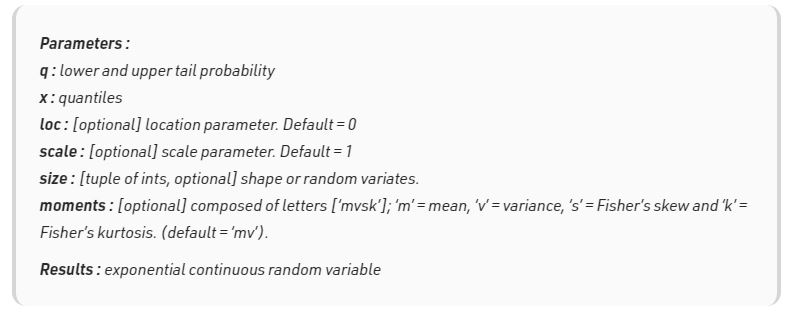 Parameters :
q : lower and upper tail probability
x : quantiles
loc : [optional] location parameter. Default = 0
scale : [optional] scale parameter. Default = 1
size : [tuple of ints, optional] shape or random variates.
moments : [optional] composed of letters [‘mvsk’]; ‘m’ = mean, ‘v’ = variance, ‘s’ = Fisher’s skew and ‘k’ =
Fisher’s kurtosis. (default = ‘mv’).
Results : exponential continuous random variable